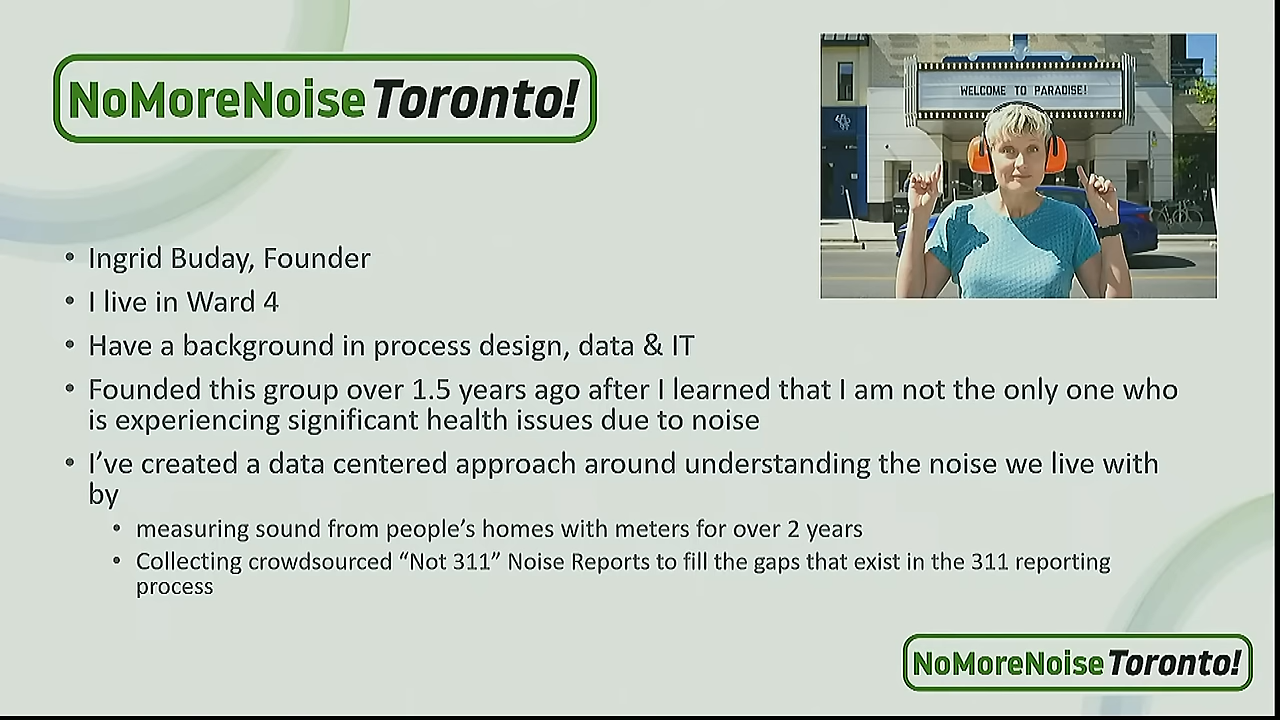 NoMoreNoise Toronto!
WELCOME TO PARADISE!
• Ingrid Buday, Founder
• I live in Ward 4
• Have a background in process design, data & IT
• Founded this group over 1.5 years ago after I learned that I am not the only one who
is experiencing significant health issues due to noise
• I’ve created a data centered approach around understanding the noise we live with
by
• measuring sound from people’s homes with meters for over 2 years
• Collecting crowdsourced “Not 311” Noise Reports to fill the gaps that exist in the 311 reporting
process
NoMoreNoise Toronto!